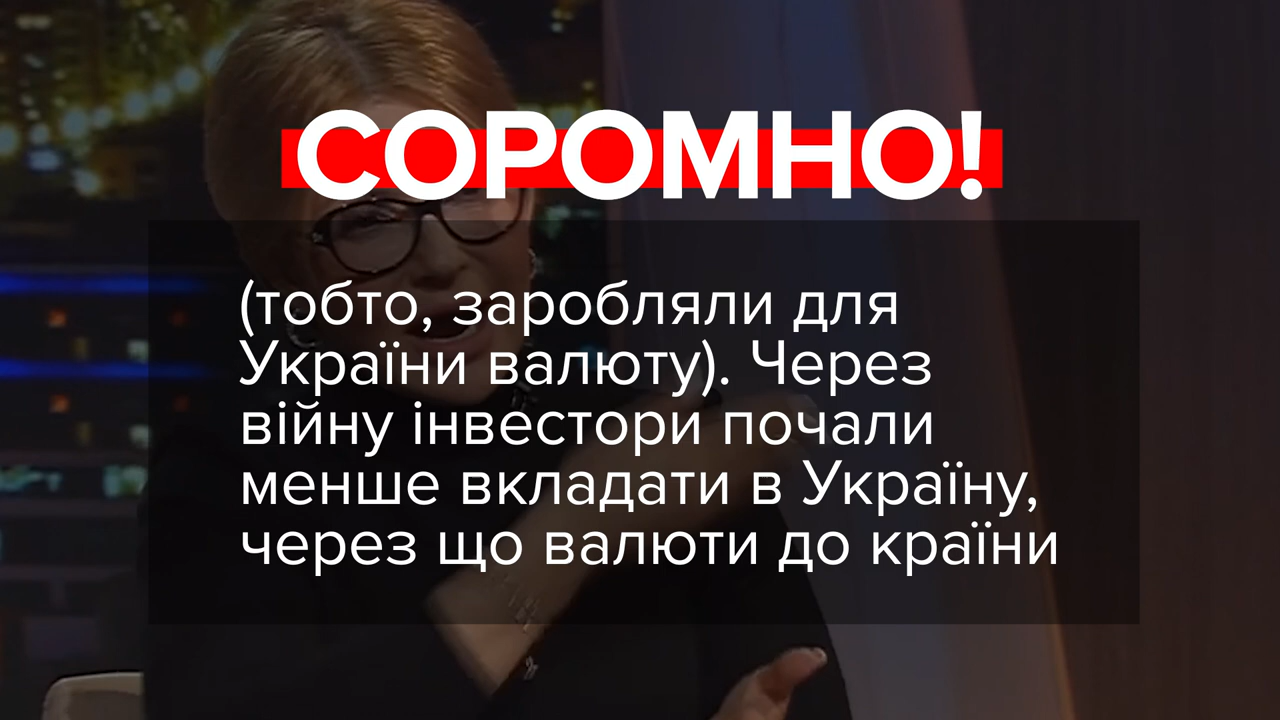 СОРОМНО!
(тобто, заробляли для
України валюту). Через
війну інвестори почали
менше вкладати в Україну,
через що валюти до країни